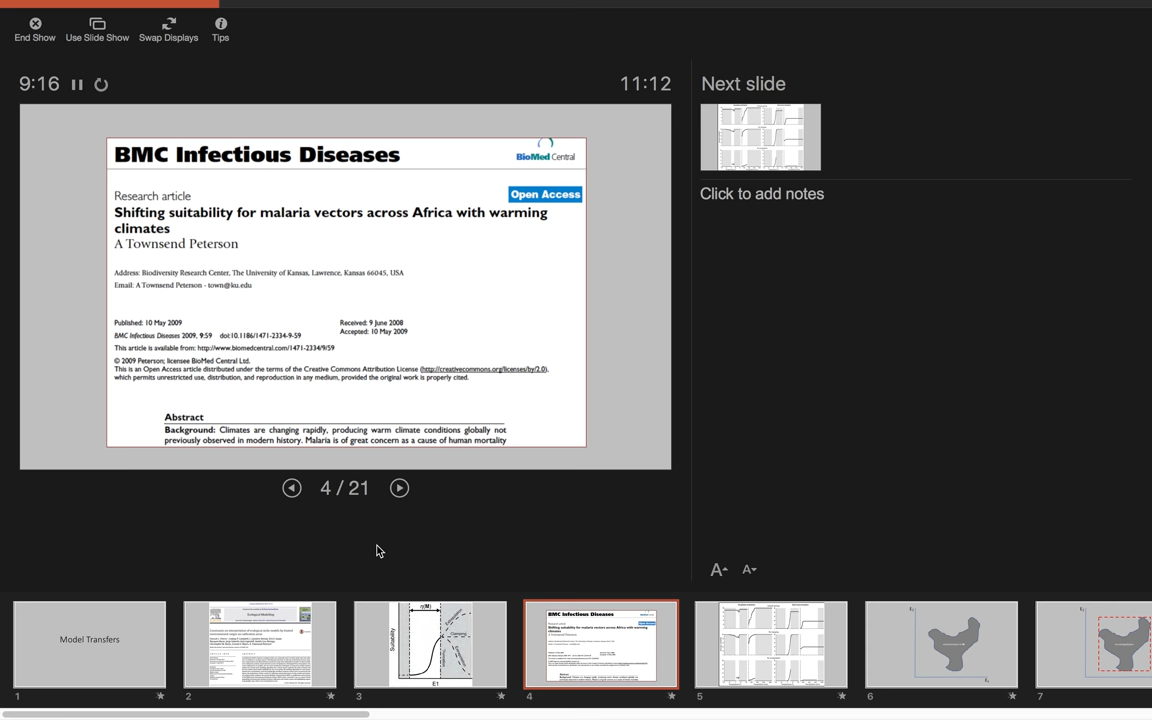 End Show
Use Slide Show
Swap Displays
Tips
9:16
11:12
Next slide
Click to add notes
BMC Infectious Diseases
BioMed Central
Research article
Open Access
Shifting suitability for malaria vectors across Africa with warming
climates
A Townsend Peterson
Address: Biodiversity Research Center, The University of Kansas, Lawrence, Kansas 66045, USA
Email: A Townsend Peterson - town@ku.edu
Published: 10 May 2009
BMC Infectious Diseases 2009, 9:59 doi:10.1186/1471-2334-9-59
Received: 9 June 2008
Accepted: 10 May 2009
This article is available from: http://www.biomedcentral.com/1471-2334/9/59
© 2009 Peterson; licensee BioMed Central Ltd.
This is an Open Access article distributed under the terms of the Creative Commons Attribution License (http://creativecommons.org/licenses/by/2.0),
which permits unrestricted use, distribution, and reproduction in any medium, provided the original work is properly cited.
Abstract
Background: Climates are changing rapidly, producing warm climate conditions globally not
previously observed in modern history. Malaria is of great concern as a cause of human mortality
4 / 21
A A
Model Transfers
Ecological Modelling
Suitability
Clamping
E1
BMC Infectious Diseases
1 2 3 4 5 6 7